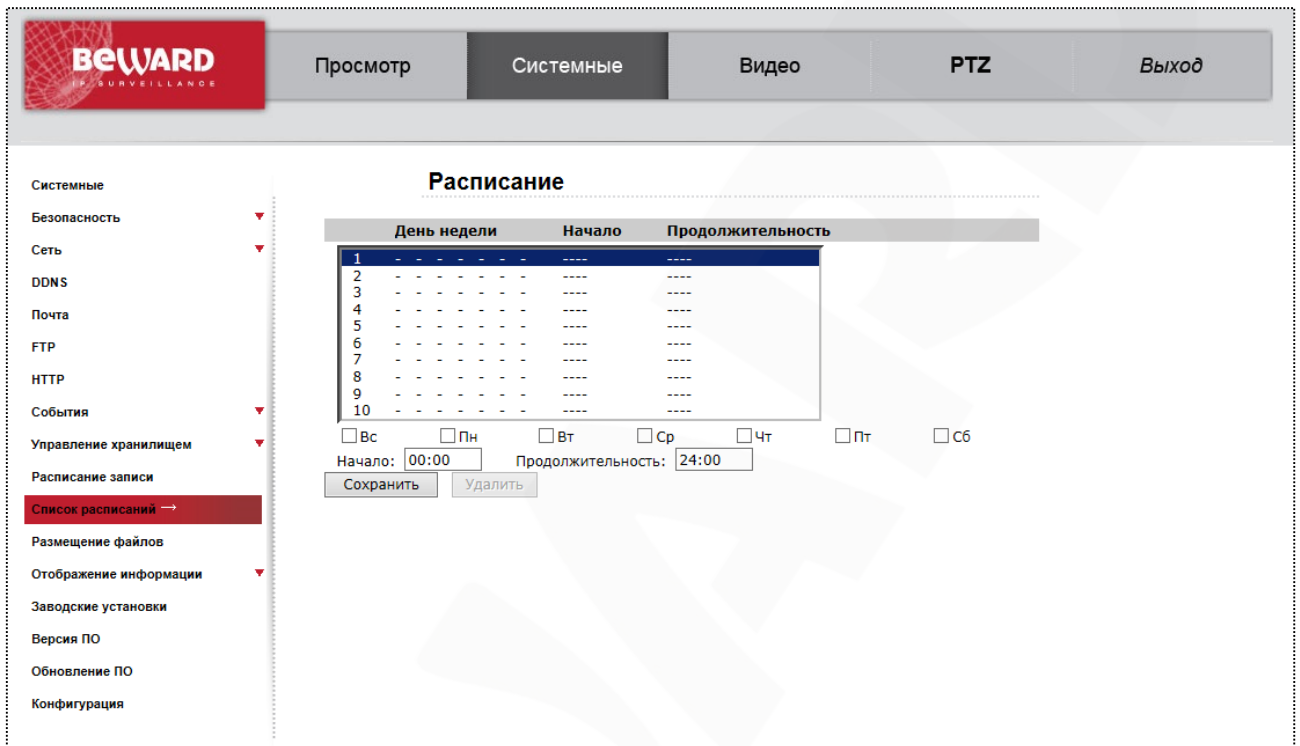 BEWARD
IP SURVEILLANCE
Просмотр Системные Видео PTZ Выход
Системные
Безопасность
Сеть
DDNS
Почта
FTP
HTTP
События
Управление хранилищем
Расписание записи
Список расписаний →
Размещение файлов
Отображение информации
Заводские установки
Версия ПО
Обновление ПО
Конфигурация
Расписание
День недели Начало Продолжительность
1 - - - - - - - ---- ----
2 - - - - - - - ---- ----
3 - - - - - - - ---- ----
4 - - - - - - - ---- ----
5 - - - - - - - ---- ----
6 - - - - - - - ---- ----
7 - - - - - - - ---- ----
8 - - - - - - - ---- ----
9 - - - - - - - ---- ----
10 - - - - - - - ---- ----
Вс Пн Вт Ср Чт Пт Сб
Начало: 00:00 Продолжительность: 24:00
Сохранить Удалить